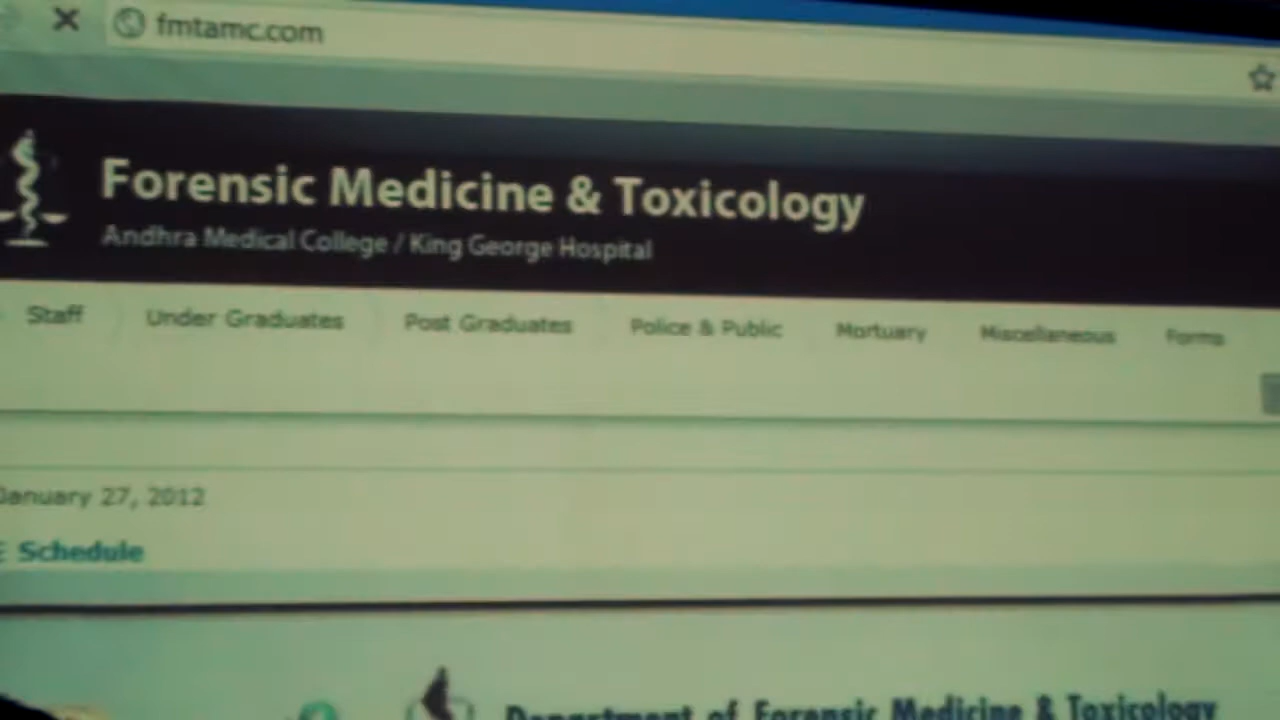 fmtamc.com
Forensic Medicine & Toxicology
Andhra Medical College / King George Hospital
Staff Under Graduates Post Graduates Police & Public Mortuary Miscellaneous Forms
January 27, 2012
Schedule
Department of Forensic Medicine & Toxicology